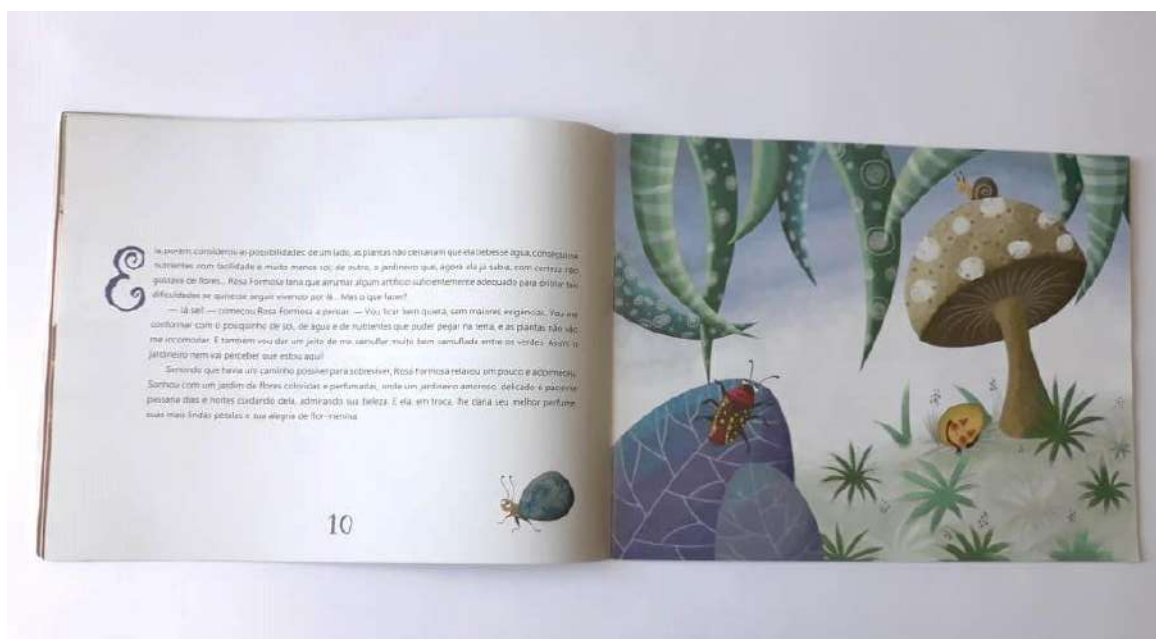 Ela, porém, considerou as possibilidades: de um lado, as plantas não deixariam que ela bebesse água, conseguisse
nutrientes com facilidade e muito menos sol; de outro, o jardineiro que, agora ela já sabia, com certeza não
gostava de flores... Rosa Formosa teria que arrumar algum artifício suficientemente adequado para driblar tais
dificuldades se quisesse seguir vivendo por lá... Mas o que fazer?
— Já sei! — começou Rosa Formosa a pensar. — Vou ficar bem quieta, sem maiores exigências. Vou me
conformar com o pouquinho de sol, de água e de nutrientes que puder pegar na terra, e as plantas não vão
me incomodar. E também vou dar um jeito de me camuflar muito bem camuflada entre os verdes. Assim o
jardineiro nem vai perceber que estou aqui!
Sentindo que havia um caminho possível para sobreviver, Rosa Formosa relaxou um pouco e adormeceu.
Sonhou com um jardim de flores coloridas e perfumadas, onde um jardineiro amoroso, delicado e paciente
passaria dias e noites cuidando dela, admirando sua beleza. E ela, em troca, lhe daria seu melhor perfume,
suas mais lindas pétalas e sua alegria de flor-menina.
10